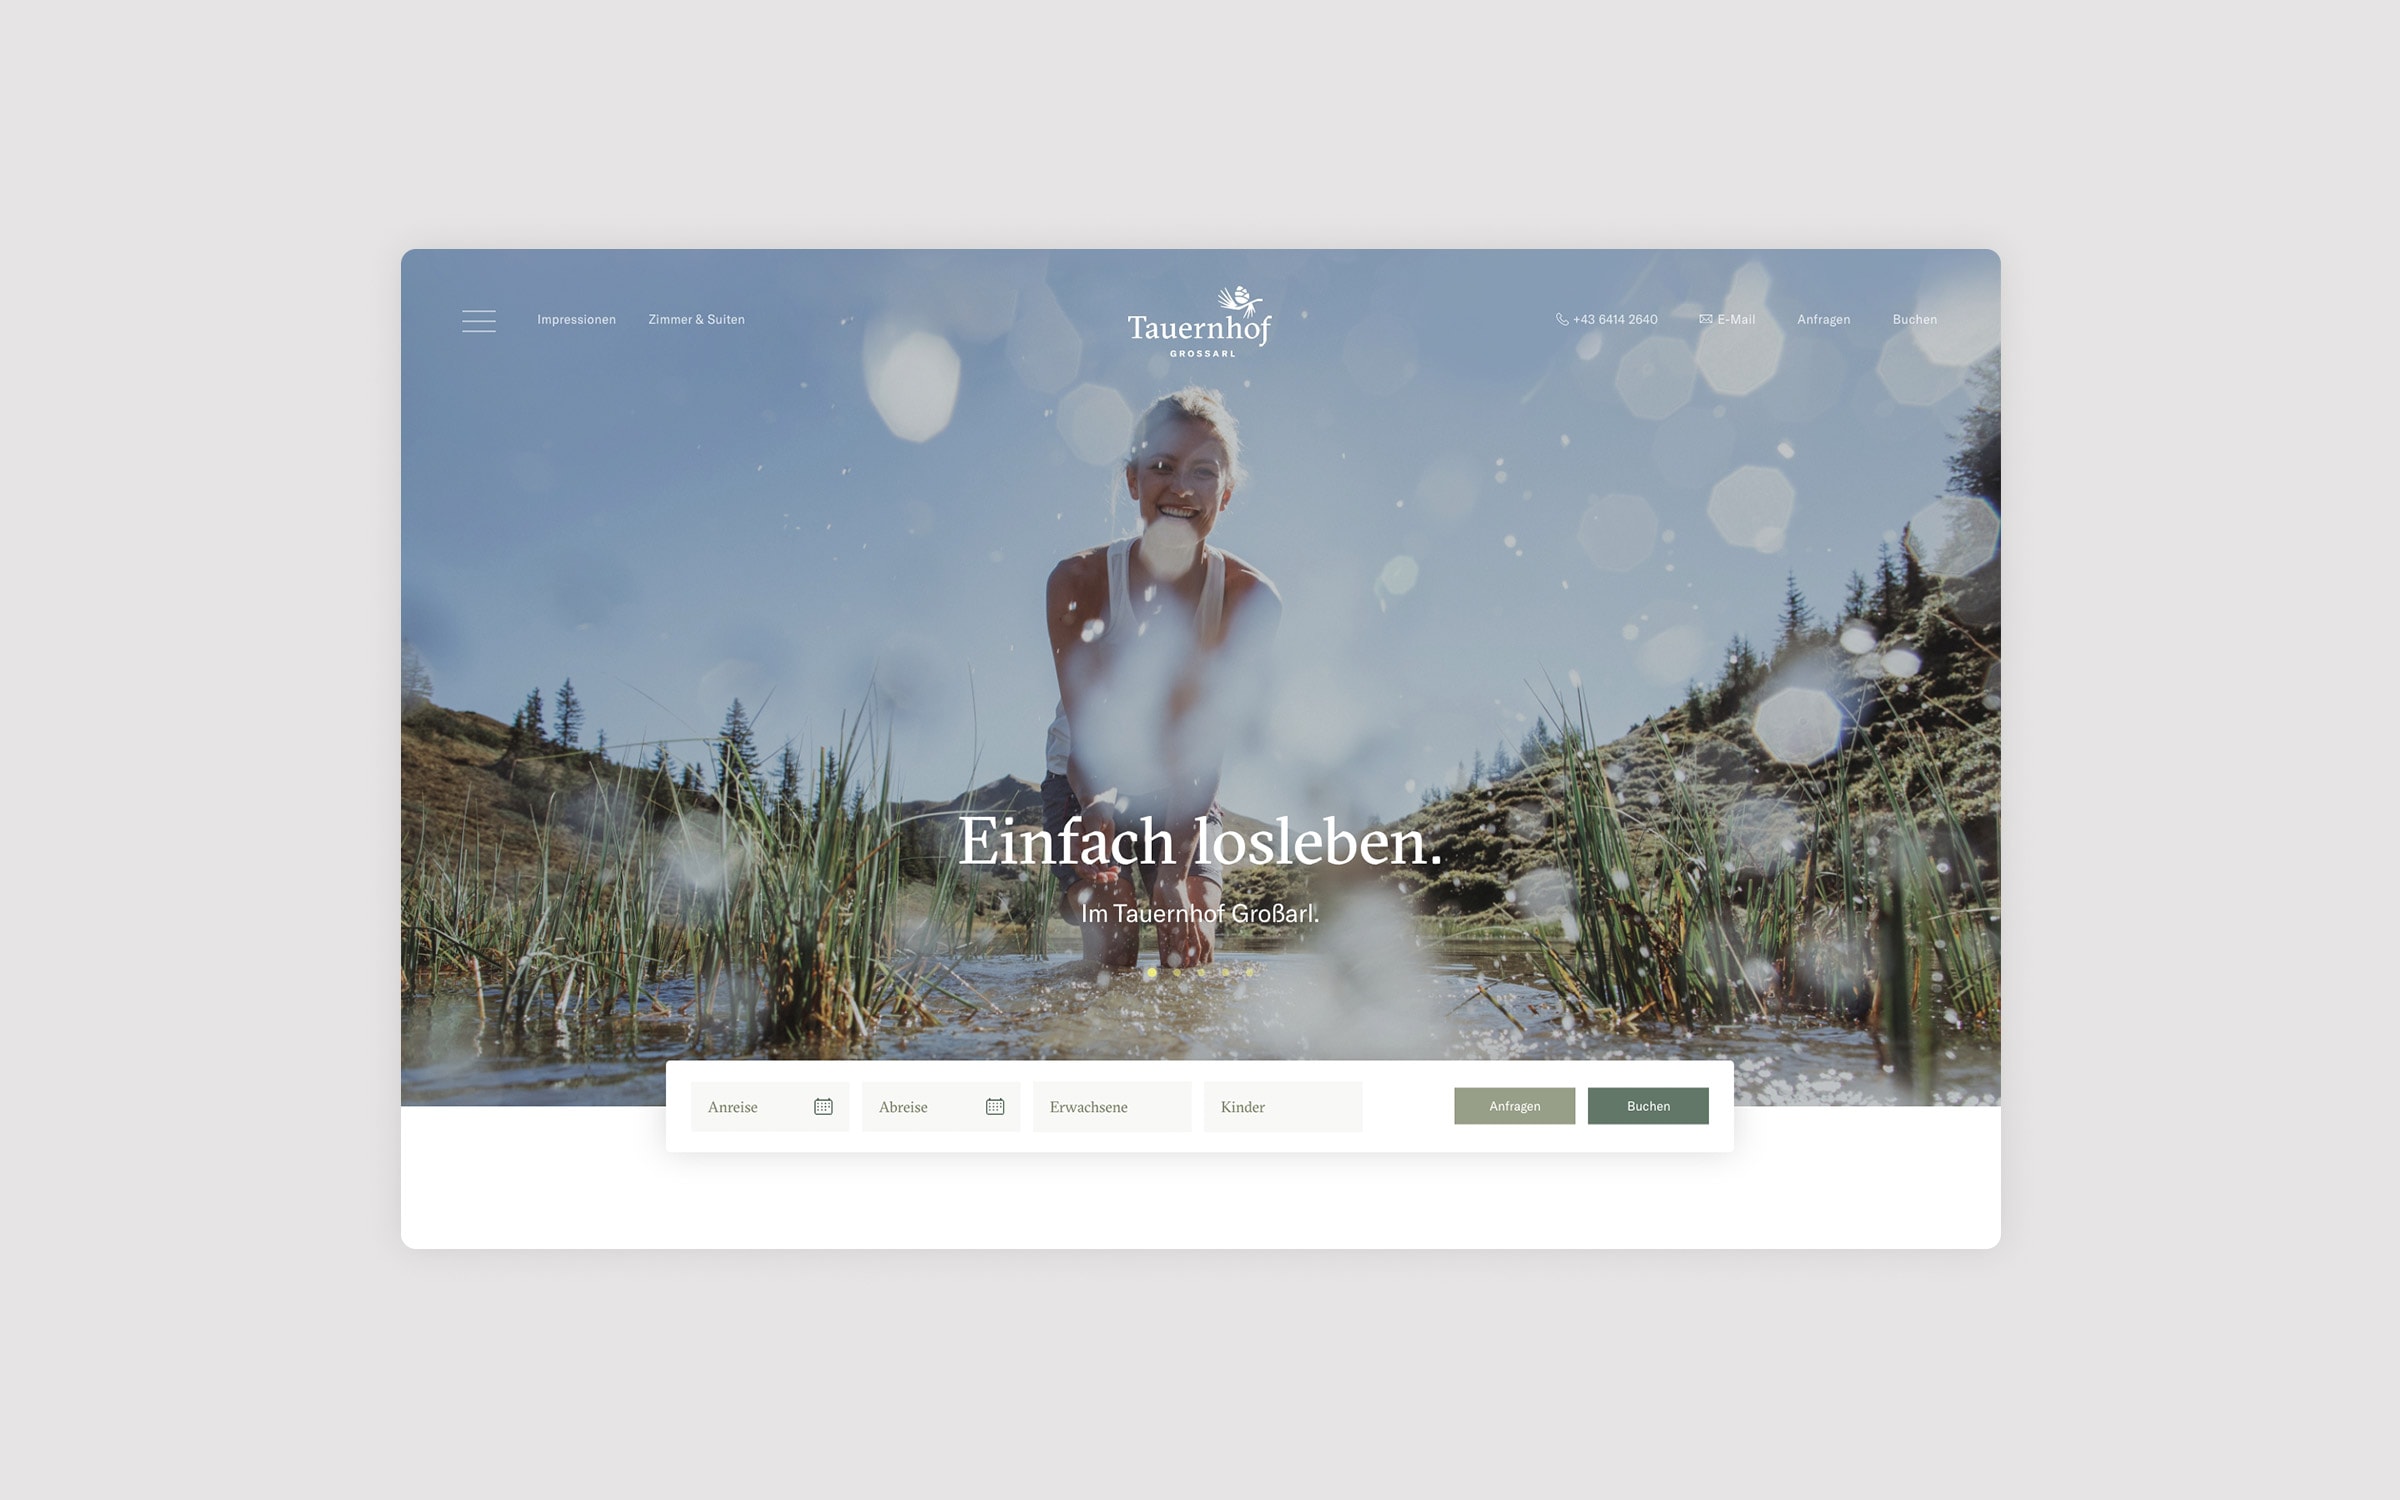 Impressionen
Zimmer & Suiten
Tauernhof
GROSSARL
+43 6414 2640
E-Mail
Anfragen
Buchen
Einfach losleben.
Im Tauernhof Großarl.
Anreise
Abreise
Erwachsene
Kinder
Anfragen
Buchen